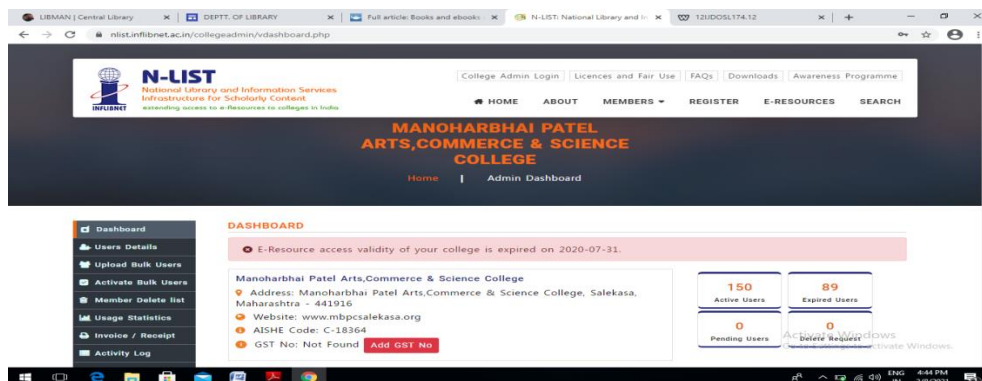 LIBMAN | Central Library
DEPTT. OF LIBRARY
Full article: Books and ebooks
N-LIST: National Library and In
12IJDOSL174.12
nlist.inflibnet.ac.in/collegeadmin/vdashboard.php
INFLIBNET
N-LIST
National Library and Information Services
Infrastructure for Scholarly Content
extending access to e-Resources to colleges in India
College Admin Login
Licences and Fair Use
FAQs
Downloads
Awareness Programme
HOME
ABOUT
MEMBERS
REGISTER
E-RESOURCES
SEARCH
MANOHARBHAI PATEL
ARTS,COMMERCE & SCIENCE
COLLEGE
Home | Admin Dashboard
Dashboard
Users Details
Upload Bulk Users
Activate Bulk Users
Member Delete list
Usage Statistics
Invoice / Receipt
Activity Log
DASHBOARD
E-Resource access validity of your college is expired on 2020-07-31.
Manoharbhai Patel Arts,Commerce & Science College
Address: Manoharbhai Patel Arts,Commerce & Science College, Salekasa,
Maharashtra - 441916
Website: www.mbpcsalekasa.org
AISHE Code: C-18364
GST No: Not Found Add GST No
150
Active Users
89
Expired Users
0
Pending Users
0
Delete Request
Activate Windows
ctivate Windows.
ENG
IN
4:44 PM